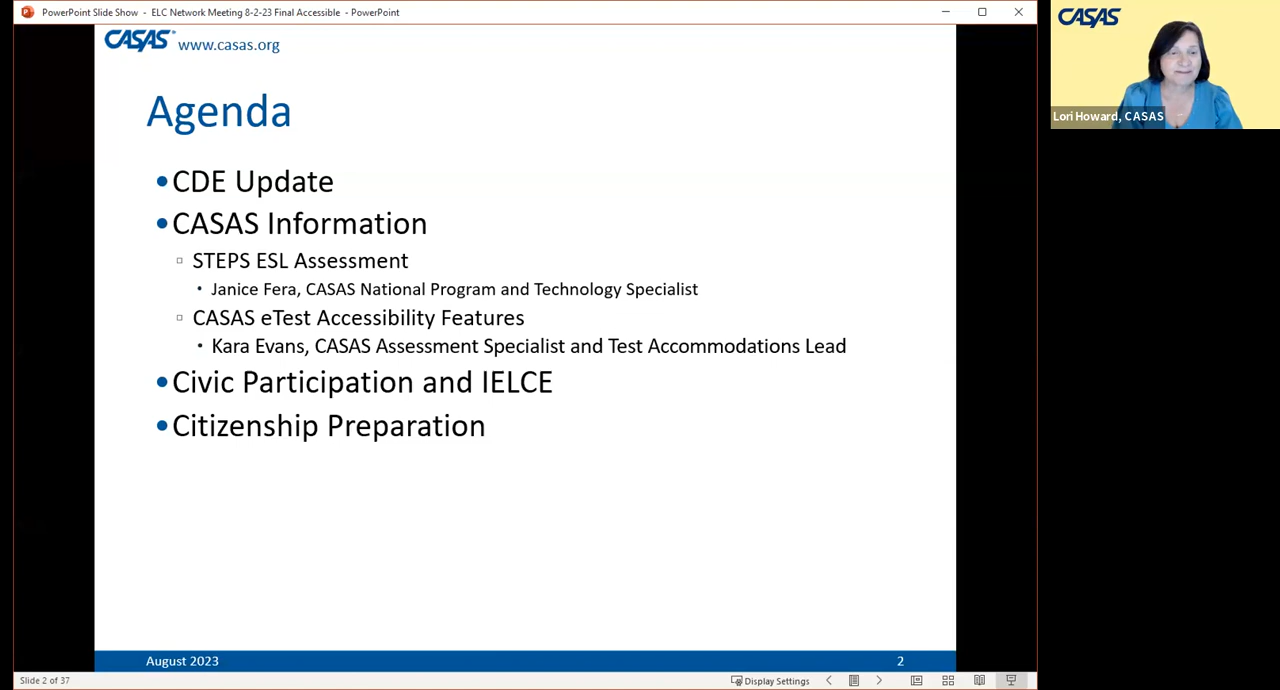 PowerPoint Slide Show - ELC Network Meeting 8-2-23 Final Accessible - PowerPoint
CASAS® www.casas.org
Agenda
•CDE Update
•CASAS Information
▫ STEPS ESL Assessment
• Janice Fera, CASAS National Program and Technology Specialist
▫ CASAS eTest Accessibility Features
• Kara Evans, CASAS Assessment Specialist and Test Accommodations Lead
•Civic Participation and IELCE
•Citizenship Preparation
August 2023
2
Slide 2 of 37
Display Settings
CASAS
Lori Howard, CASAS